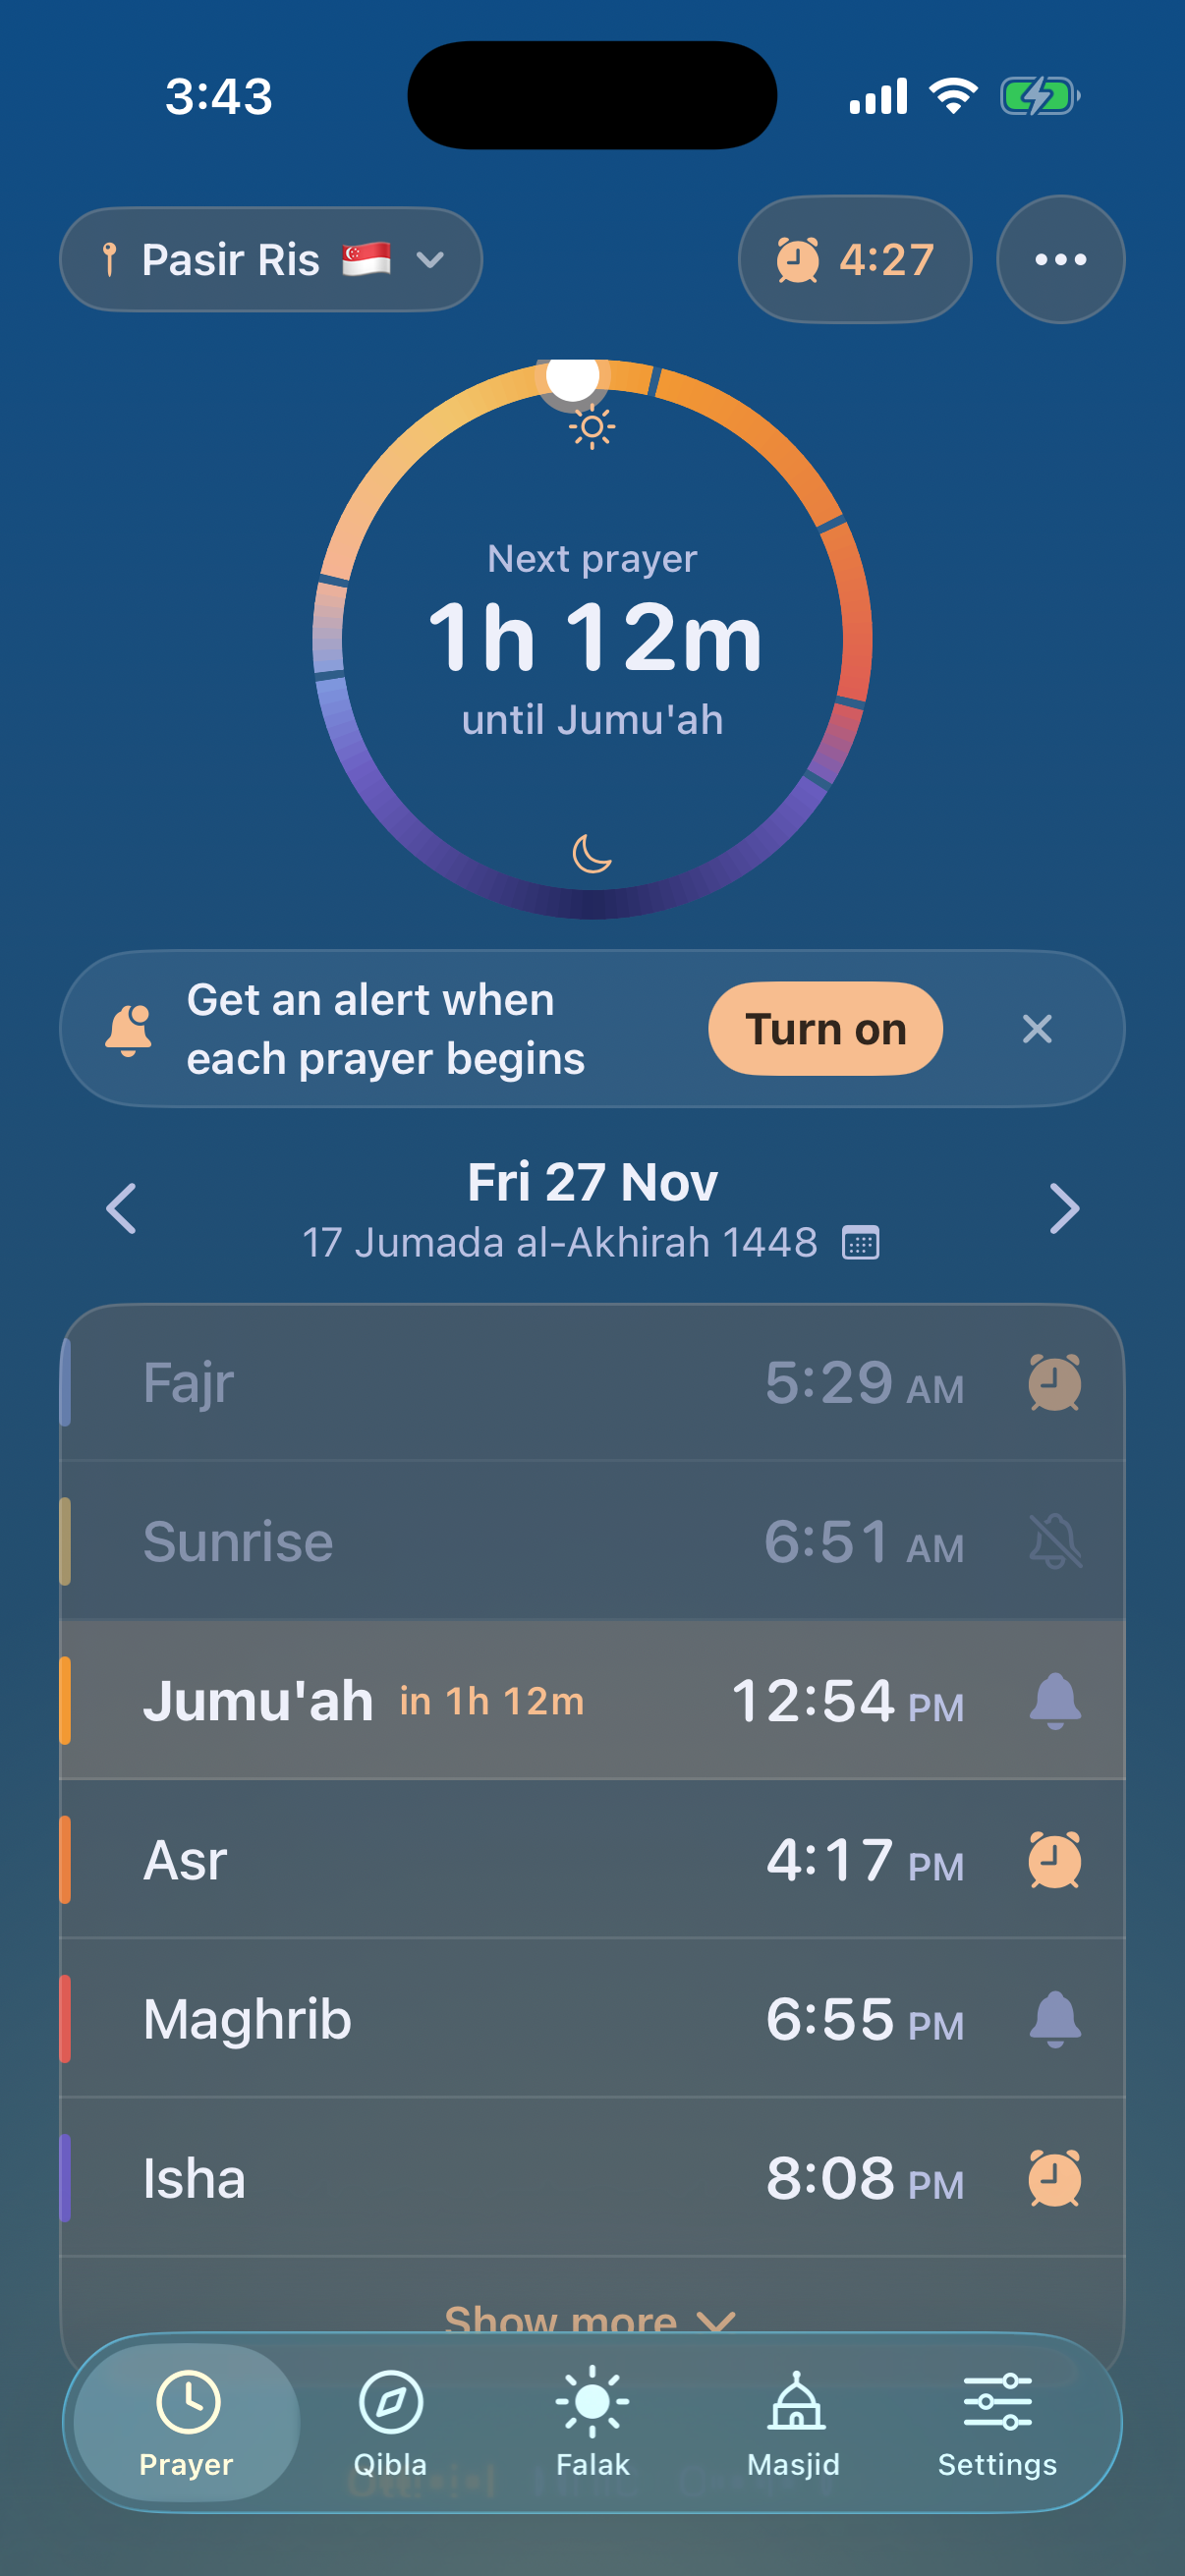 3:43
Pasir Ris
4:27
Next prayer
1h 12m
until Jumu'ah
Get an alert when
each prayer begins
Turn on
Fri 27 Nov
17 Jumada al-Akhirah 1448
Fajr 5:29 AM
Sunrise 6:51 AM
Jumu'ah in 1h 12m 12:54 PM
Asr 4:17 PM
Maghrib 6:55 PM
Isha 8:08 PM
Show more
Prayer Qibla Falak Masjid Settings